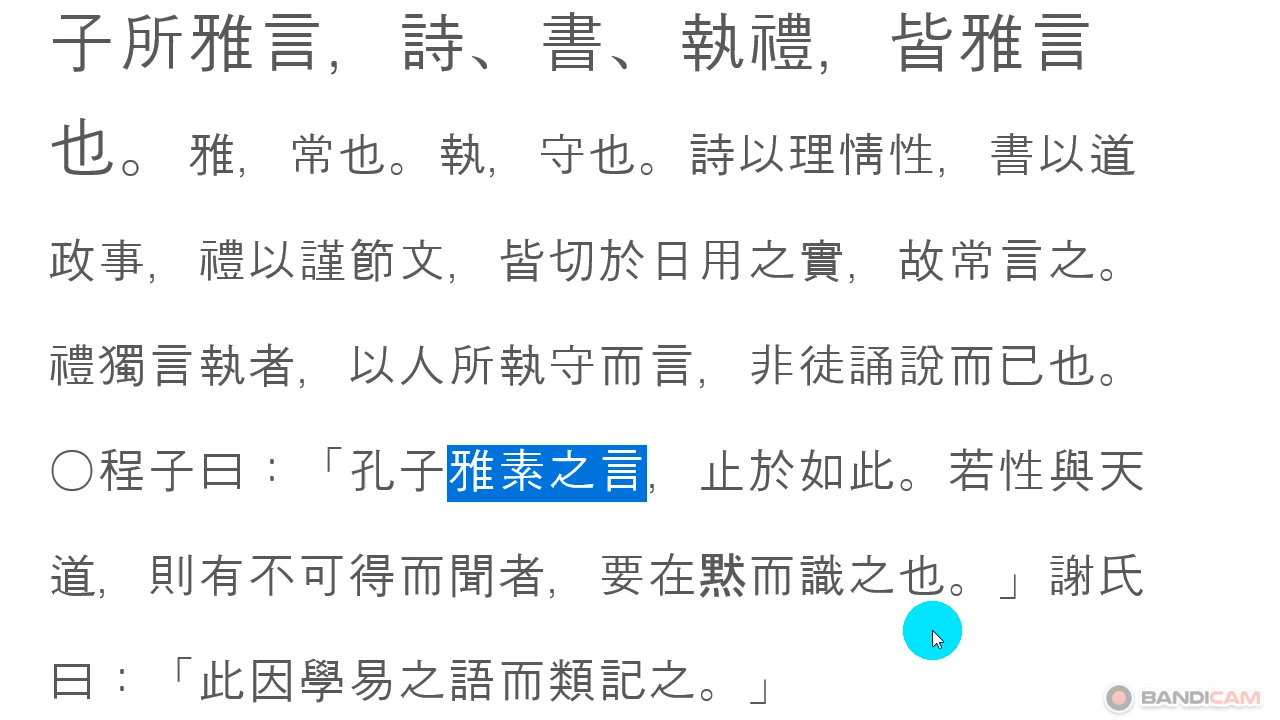 子所雅言，詩、書、執禮，皆雅言
也。雅，常也。執，守也。詩以理情性，書以道
政事，禮以謹節文，皆切於日用之實，故常言之。
禮獨言執者，以人所執守而言，非徒誦說而已也。
〇程子曰：「孔子雅素之言，止於如此。若性與天
道，則有不可得而聞者，要在默而識之也。」謝氏
曰：「此因學易之語而類記之。」
BANDICAM